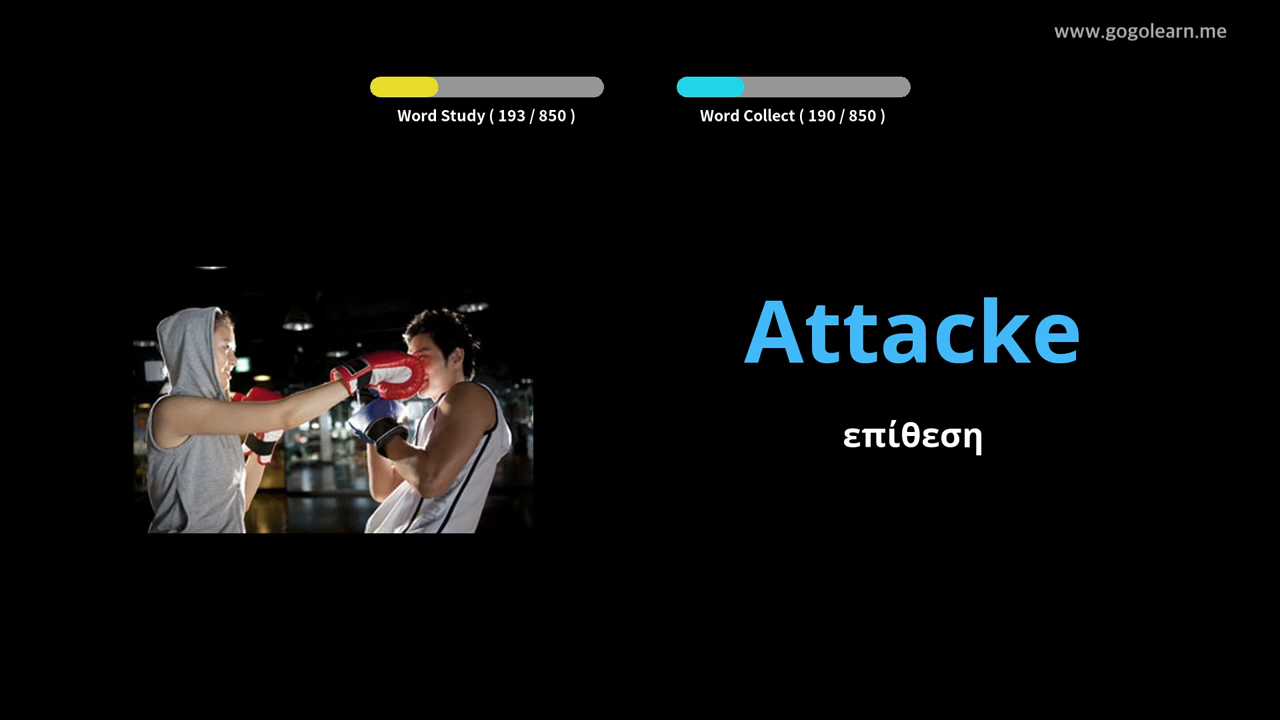 www.gogolearn.me
Word Study ( 193 / 850 )
Word Collect ( 190 / 850 )
Attacke
επίθεση